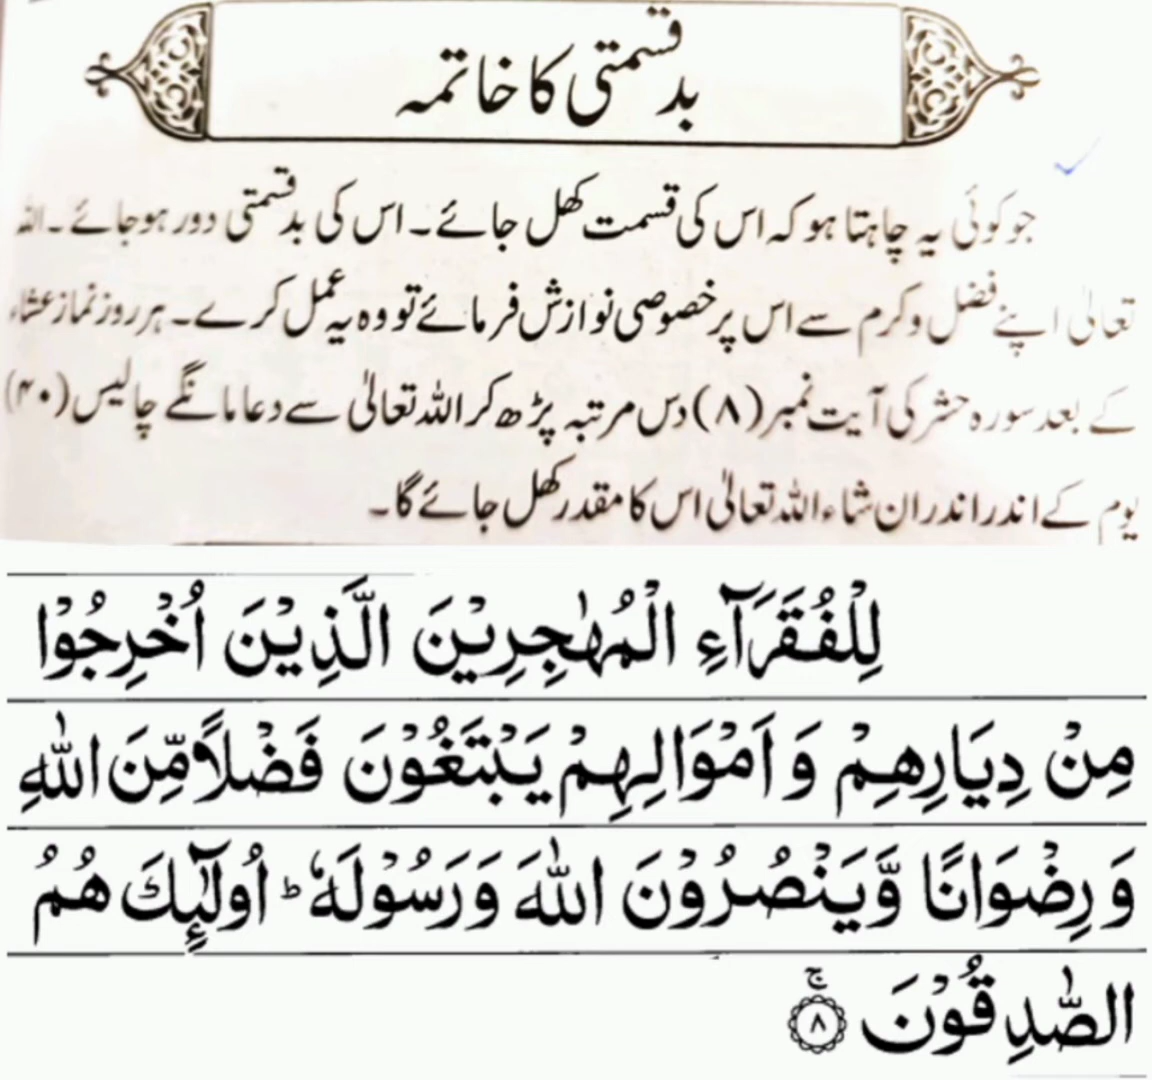 بدقسمتی کا خاتمہ
جو کوئی یہ چاہتا ہو کہ اس کی قسمت کھل جائے۔ اس کی بدقسمتی دور ہو جائے۔ اللہ
تعالیٰ اپنے فضل و کرم سے اس پر خصوصی نوازش فرمائے تو وہ یہ عمل کرے۔ ہر روز نماز عشاء
کے بعد سورہ حشر کی آیت نمبر (۸) دس مرتبہ پڑھ کر اللہ تعالیٰ سے دعا مانگے چالیس (۴۰)
یوم کے اندر اندر ان شاء اللہ تعالیٰ اس کا مقدر کھل جائے گا۔
لِلْفُقَرَآءِ الْمُهٰجِرِيْنَ الَّذِيْنَ اُخْرِجُوْا
مِنْ دِيَارِهِمْ وَ اَمْوَالِهِمْ يَبْتَغُوْنَ فَضْلًا مِّنَ اللّٰهِ
وَ رِضْوَانًا وَّيَنْصُرُوْنَ اللّٰهَ وَرَسُوْلَهٗ ؕ اُولٰٓئِكَ هُمُ
الصّٰدِقُوْنَ ۚ ۸